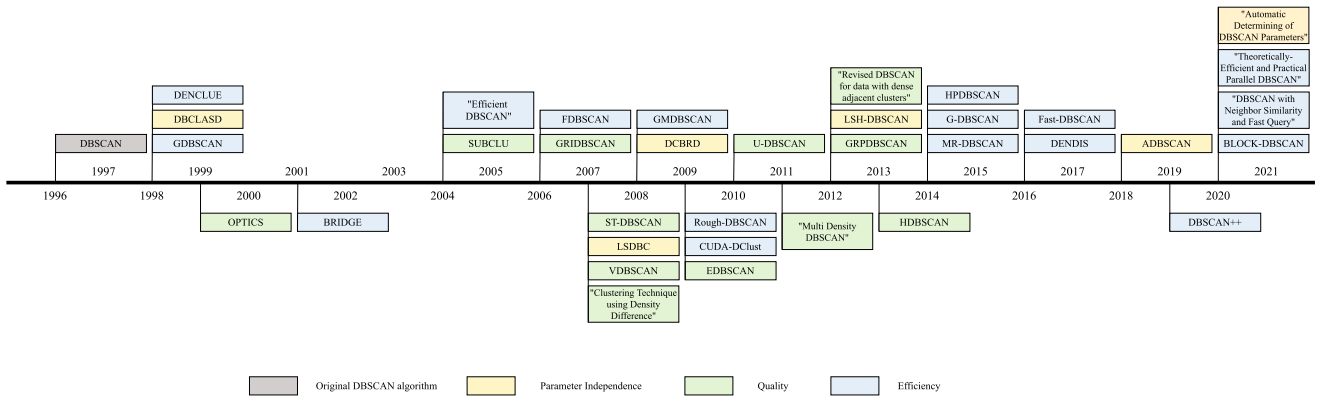 "Automatic
Determining of
DBSCAN Parameters"
"Theoretically-
Efficient and Practical
Parallel DBSCAN"
"Revised DBSCAN
for data with dense
adjacent clusters"
DENCLUE
"Efficient
DBSCAN"
HPDBSCAN
"DBSCAN with
Neighbor Similarity
and Fast Query"
DBCLASD
FDBSCAN
GMDBSCAN
LSH-DBSCAN
G-DBSCAN
Fast-DBSCAN
DBSCAN
GDBSCAN
SUBCLU
GRIDBSCAN
DCBRD
U-DBSCAN
GRPDBSCAN
MR-DBSCAN
DENDIS
ADBSCAN
BLOCK-DBSCAN
1997 1999 2001 2003 2005 2007 2009 2011 2013 2015 2017 2019 2021
1996 1998 2000 2002 2004 2006 2008 2010 2012 2014 2016 2018 2020
OPTICS
BRIDGE
ST-DBSCAN
Rough-DBSCAN
"Multi Density
DBSCAN"
HDBSCAN
DBSCAN++
LSDBC
CUDA-DClust
VDBSCAN
EDBSCAN
"Clustering Technique
using Density
Difference"
Original DBSCAN algorithm
Parameter Independence
Quality
Efficiency